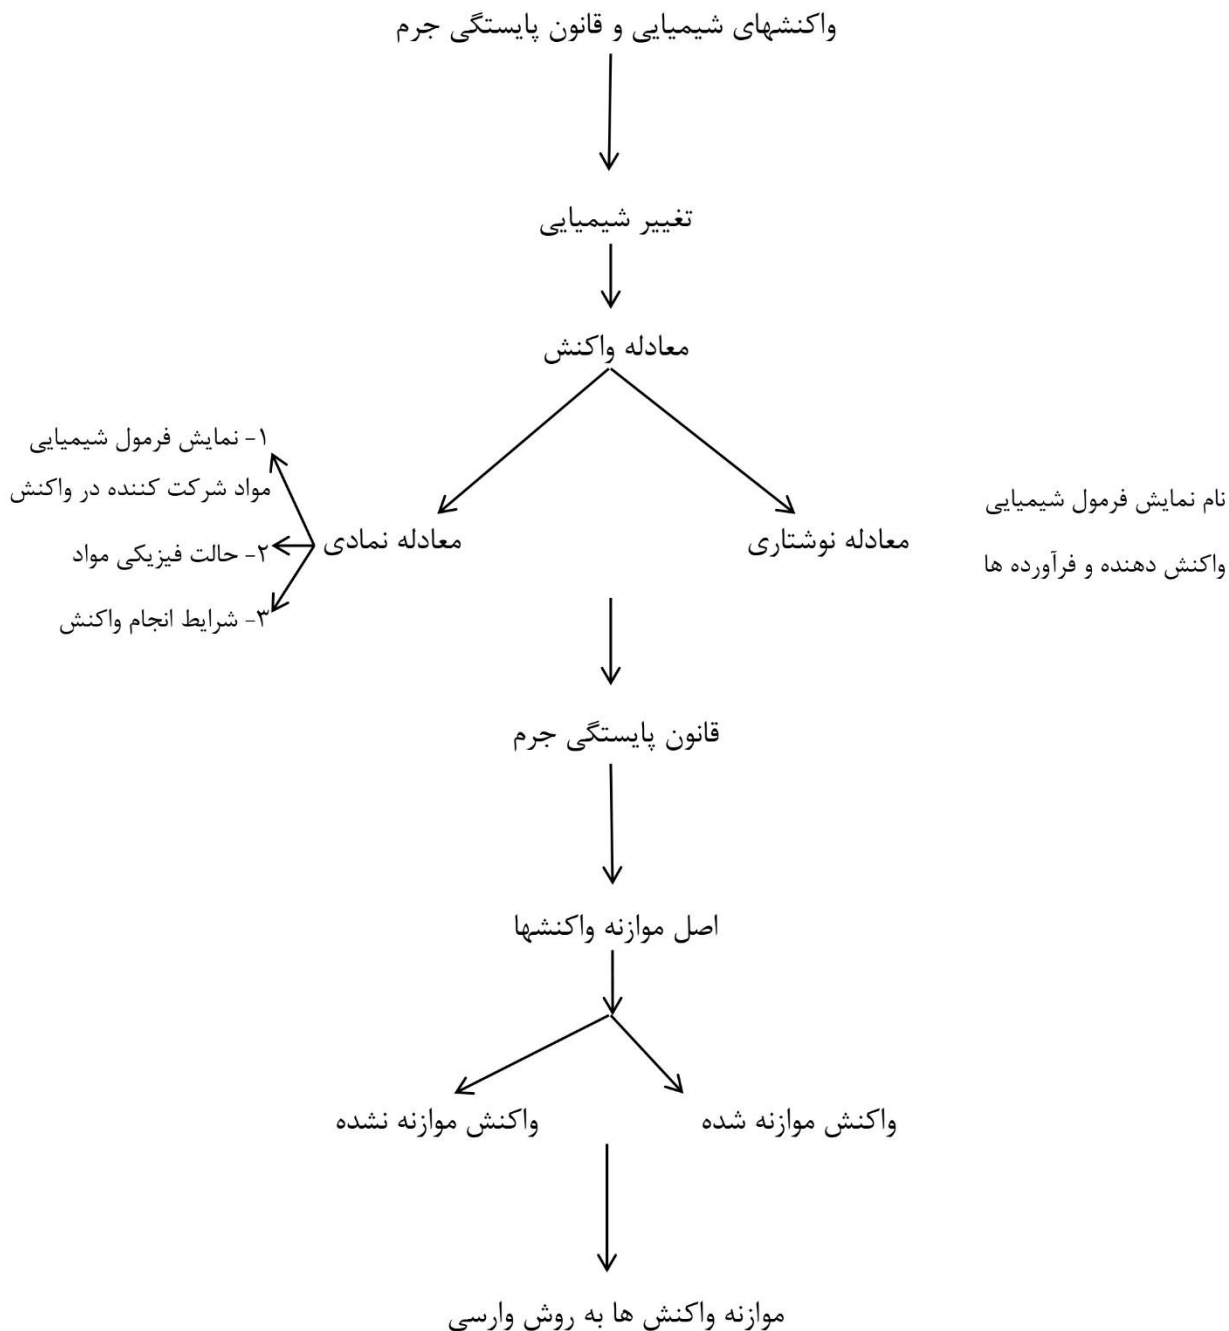 واکنشهای شیمیایی و قانون پایستگی جرم
تغییر شیمیایی
معادله واکنش
نام نمایش فرمول شیمیایی
واکنش دهنده و فرآورده ها
معادله نوشتاری
معادله نمادی
۱- نمایش فرمول شیمیایی
مواد شرکت کننده در واکنش
۲- حالت فیزیکی مواد
۳- شرایط انجام واکنش
قانون پایستگی جرم
اصل موازنه واکنشها
واکنش موازنه شده
واکنش موازنه نشده
موازنه واکنش ها به روش وارسی